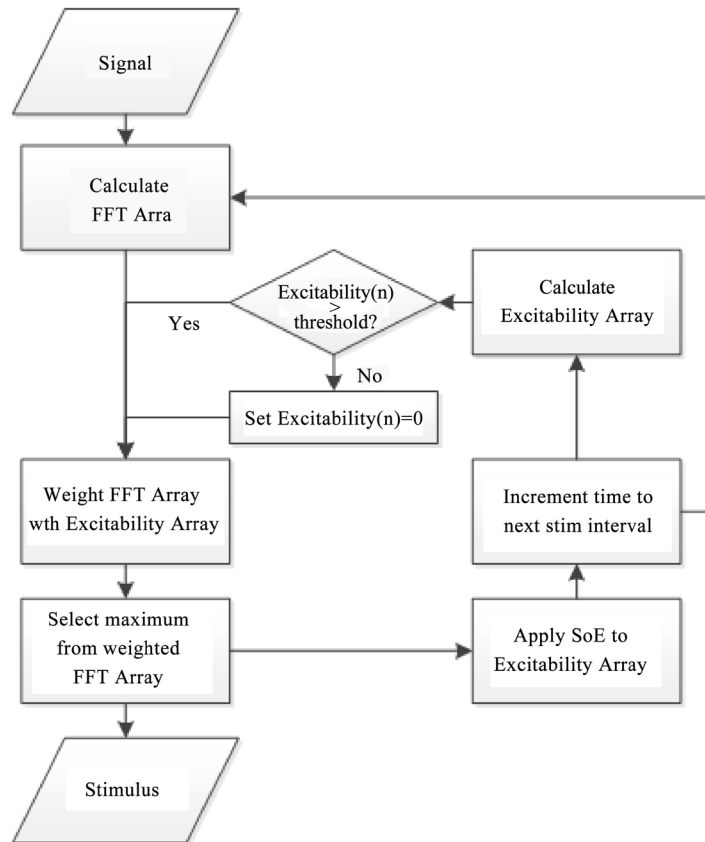 Signal
Calculate
FFT Arra
Excitability(n)
>
threshold?
Yes
No
Set Excitability(n)=0
Calculate
Excitability Array
Weight FFT Array
wth Excitability Array
Increment time to
next stim interval
Select maximum
from weighted
FFT Array
Apply SoE to
Excitability Array
Stimulus